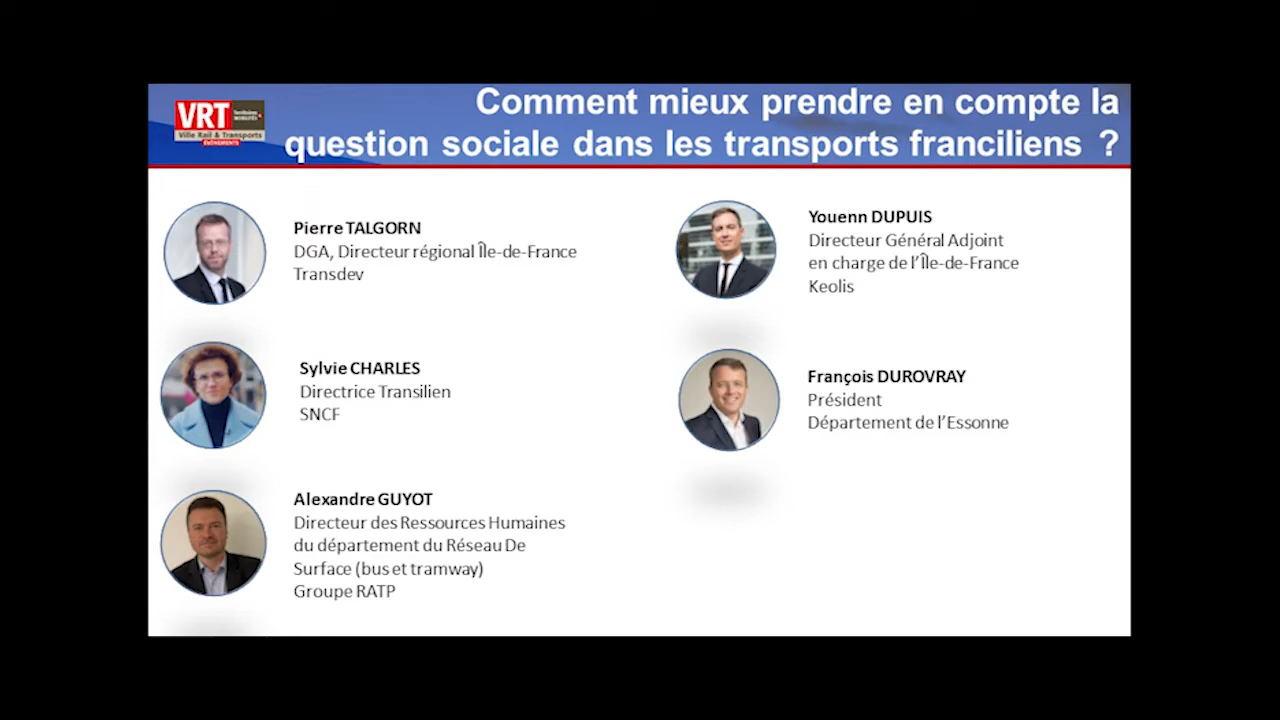 VRT
Territoires
MOBILITÉS
Ville Rail & Transports
ÉVÉNEMENTS
Comment mieux prendre en compte la
question sociale dans les transports franciliens ?
Pierre TALGORN
DGA, Directeur régional Île-de-France
Transdev
Sylvie CHARLES
Directrice Transilien
SNCF
Alexandre GUYOT
Directeur des Ressources Humaines
du département du Réseau De
Surface (bus et tramway)
Groupe RATP
Youenn DUPUIS
Directeur Général Adjoint
en charge de l’Île-de-France
Keolis
François DUROVRAY
Président
Département de l’Essonne